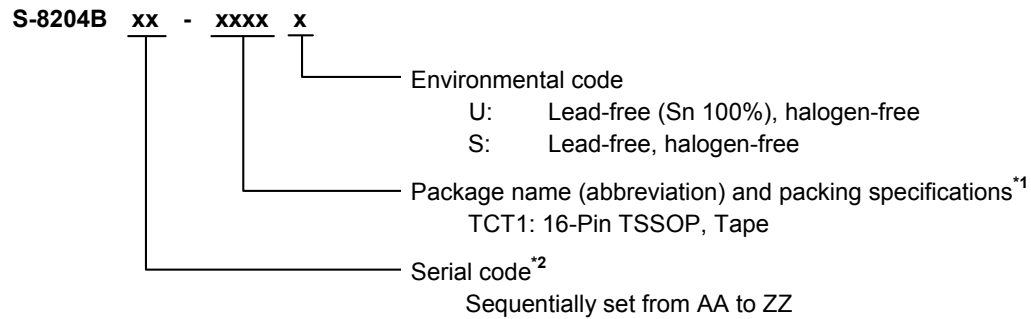 S-8204B xx - xxxx x
Environmental code
U: Lead-free (Sn 100%), halogen-free
S: Lead-free, halogen-free
Package name (abbreviation) and packing specifications*1
TCT1: 16-Pin TSSOP, Tape
Serial code*2
Sequentially set from AA to ZZ